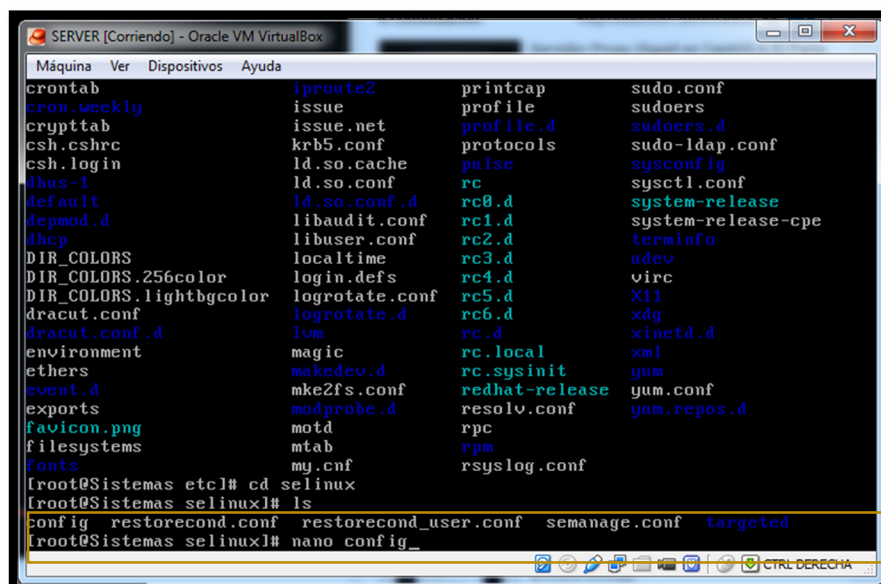 SERVER [Corriendo] - Oracle VM VirtualBox
Máquina Ver Dispositivos Ayuda
crontab iproute2 printcap sudo.conf
cron.weekly issue profile sudoers
crypttab issue.net profile.d sudoers.d
csh.cshrc krb5.conf protocols sudo-ldap.conf
csh.login ld.so.cache pulse sysconfig
dbus-1 ld.so.conf rc sysctl.conf
default ld.so.conf.d rc0.d system-release
depmod.d libaudit.conf rc1.d system-release-cpe
dhcp libuser.conf rc2.d terminfo
DIR_COLORS localtime rc3.d udev
DIR_COLORS.256color login.defs rc4.d virc
DIR_COLORS.lightbgcolor logrotate.conf rc5.d X11
dracut.conf logrotate.d rc6.d xdg
dracut.conf.d lvm rc.d xinetd.d
environment magic rc.local xml
ethers makedev.d rc.sysinit yum
event.d mke2fs.conf redhat-release yum.conf
exports modprobe.d resolv.conf yum.repos.d
favicon.png motd rpc
filesystems mtab rpm
fonts my.cnf rsyslog.conf
[root@Sistemas etc]# cd selinux
[root@Sistemas selinux]# ls
config restorecond.conf restorecond_user.conf semanage.conf targeted
[root@Sistemas selinux]# nano config_
CTRL DERECHA